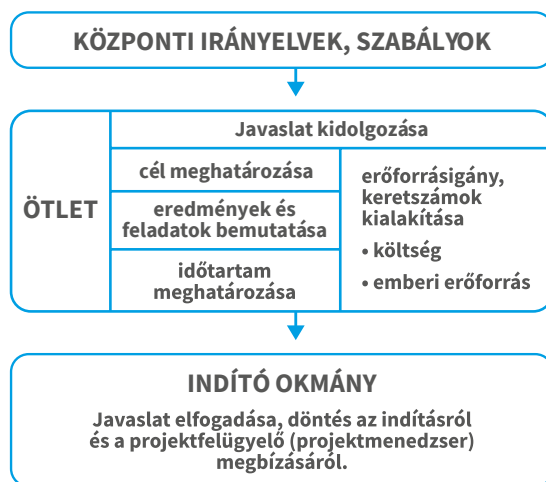 KÖZPONTI IRÁNYELVEK, SZABÁLYOK
ÖTLET
Javaslat kidolgozása
cél meghatározása
eredmények és
feladatok bemutatása
időtartam
meghatározása
erőforrásigány,
keretszámok
kialakítása
• költség
• emberi erőforrás
INDÍTÓ OKMÁNY
Javaslat elfogadása, döntés az indításról
és a projektfelügyelő (projektmenedzser)
megbízásáról.